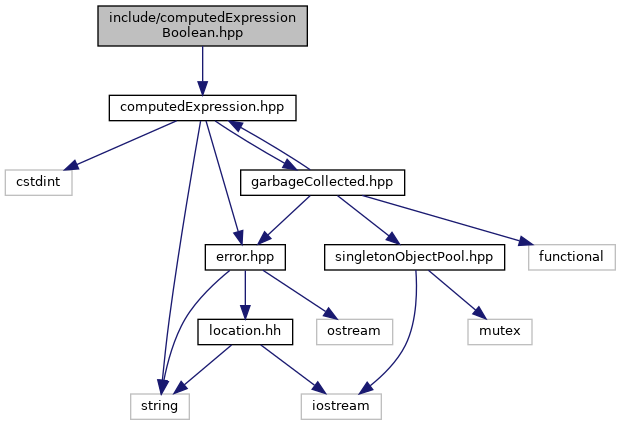 include/computedExpression
Boolean.hpp
computedExpression.hpp
cstdint
garbageCollected.hpp
error.hpp
singletonObjectPool.hpp
functional
location.hh
ostream
mutex
string
iostream